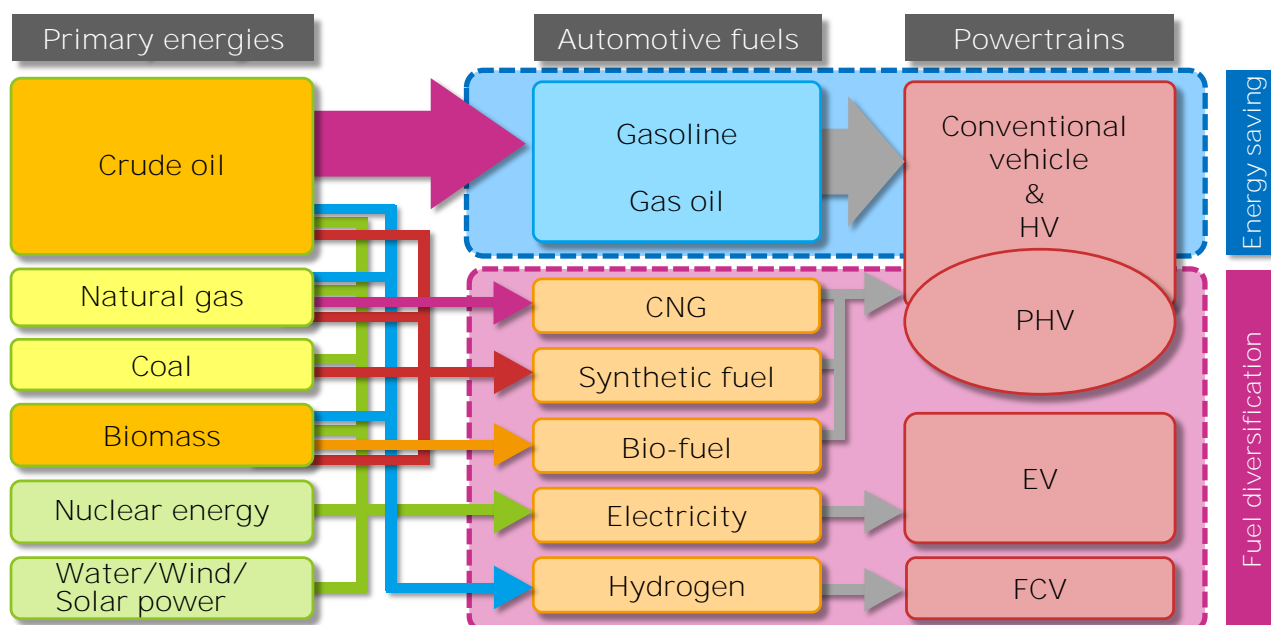 Primary energies
Automotive fuels
Powertrains
Crude oil
Natural gas
Coal
Biomass
Nuclear energy
Water/Wind/
Solar power
Gasoline
Gas oil
CNG
Synthetic fuel
Bio-fuel
Electricity
Hydrogen
Conventional
vehicle
&
HV
PHV
EV
FCV
Energy saving
Fuel diversification